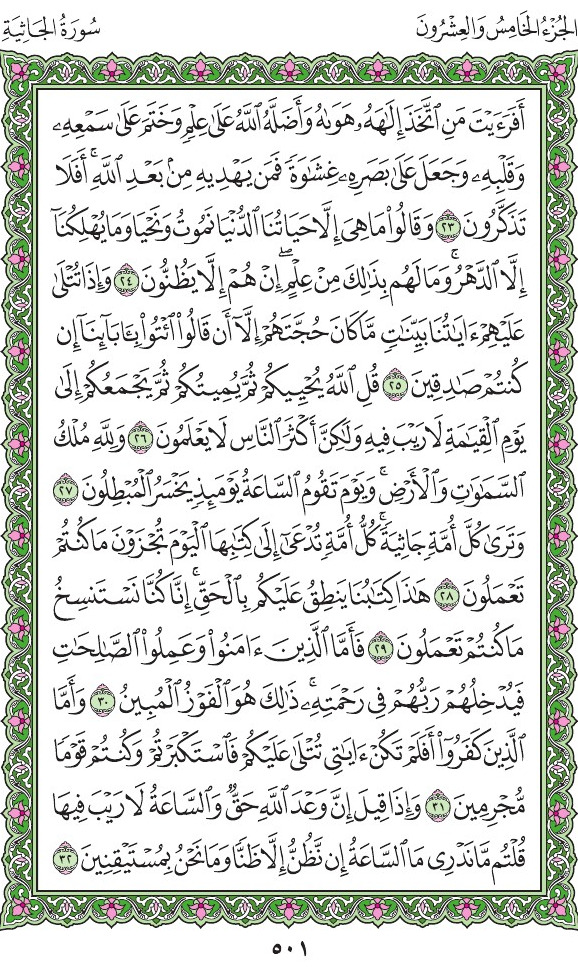 الجُزْءُ الخَامِسُ وَالعِشْرُونَ
سُورَةُ الجَاثِيَةِ
أَفَرَءَيْتَ مَنِ ٱتَّخَذَ إِلَٰهَهُۥ هَوَىٰهُ وَأَضَلَّهُ ٱللَّهُ عَلَىٰ عِلْمٍ وَخَتَمَ عَلَىٰ سَمْعِهِۦ
وَقَلْبِهِۦ وَجَعَلَ عَلَىٰ بَصَرِهِۦ غِشَٰوَةً فَمَن يَهْدِيهِ مِنۢ بَعْدِ ٱللَّهِۚ أَفَلَا
تَذَكَّرُونَ ٢٣ وَقَالُواْ مَا هِىَ إِلَّا حَيَاتُنَا ٱلدُّنْيَا نَمُوتُ وَنَحْيَا وَمَا يُهْلِكُنَآ
إِلَّا ٱلدَّهْرُۚ وَمَا لَهُم بِذَٰلِكَ مِنْ عِلْمٍۖ إِنْ هُمْ إِلَّا يَظُنُّونَ ٢٤ وَإِذَا تُتْلَىٰ
عَلَيْهِمْ ءَايَٰتُنَا بَيِّنَٰتٍ مَّا كَانَ حُجَّتَهُمْ إِلَّآ أَن قَالُواْ ٱئْتُواْ بِـَٔابَآئِنَآ إِن
كُنتُمْ صَٰدِقِينَ ٢٥ قُلِ ٱللَّهُ يُحْيِيكُمْ ثُمَّ يُمِيتُكُمْ ثُمَّ يَجْمَعُكُمْ إِلَىٰ
يَوْمِ ٱلْقِيَٰمَةِ لَا رَيْبَ فِيهِ وَلَٰكِنَّ أَكْثَرَ ٱلنَّاسِ لَا يَعْلَمُونَ ٢٦ وَلِلَّهِ مُلْكُ
ٱلسَّمَٰوَٰتِ وَٱلْأَرْضِۚ وَيَوْمَ تَقُومُ ٱلسَّاعَةُ يَوْمَئِذٍ يَخْسَرُ ٱلْمُبْطِلُونَ ٢٧
وَتَرَىٰ كُلَّ أُمَّةٍ جَاثِيَةًۚ كُلُّ أُمَّةٍ تُدْعَىٰٓ إِلَىٰ كِتَٰبِهَا ٱلْيَوْمَ تُجْزَوْنَ مَا كُنتُمْ
تَعْمَلُونَ ٢٨ هَٰذَا كِتَٰبُنَا يَنطِقُ عَلَيْكُم بِٱلْحَقِّۚ إِنَّا كُنَّا نَسْتَنسِخُ
مَا كُنتُمْ تَعْمَلُونَ ٢٩ فَأَمَّا ٱلَّذِينَ ءَامَنُواْ وَعَمِلُواْ ٱلصَّٰلِحَٰتِ
فَيُدْخِلُهُمْ رَبُّهُمْ فِى رَحْمَتِهِۦۚ ذَٰلِكَ هُوَ ٱلْفَوْزُ ٱلْمُبِينُ ٣٠ وَأَمَّا
ٱلَّذِينَ كَفَرُوٓاْ أَفَلَمْ تَكُنْ ءَايَٰتِى تُتْلَىٰ عَلَيْكُمْ فَٱسْتَكْبَرْتُمْ وَكُنتُمْ قَوْمًا
مُّجْرِمِينَ ٣١ وَإِذَا قِيلَ إِنَّ وَعْدَ ٱللَّهِ حَقٌّ وَٱلسَّاعَةُ لَا رَيْبَ فِيهَا
قُلْتُم مَّا نَدْرِى مَا ٱلسَّاعَةُ إِن نَّظُنُّ إِلَّا ظَنًّا وَمَا نَحْنُ بِمُسْتَيْقِنِينَ ٣٢
٥٠١